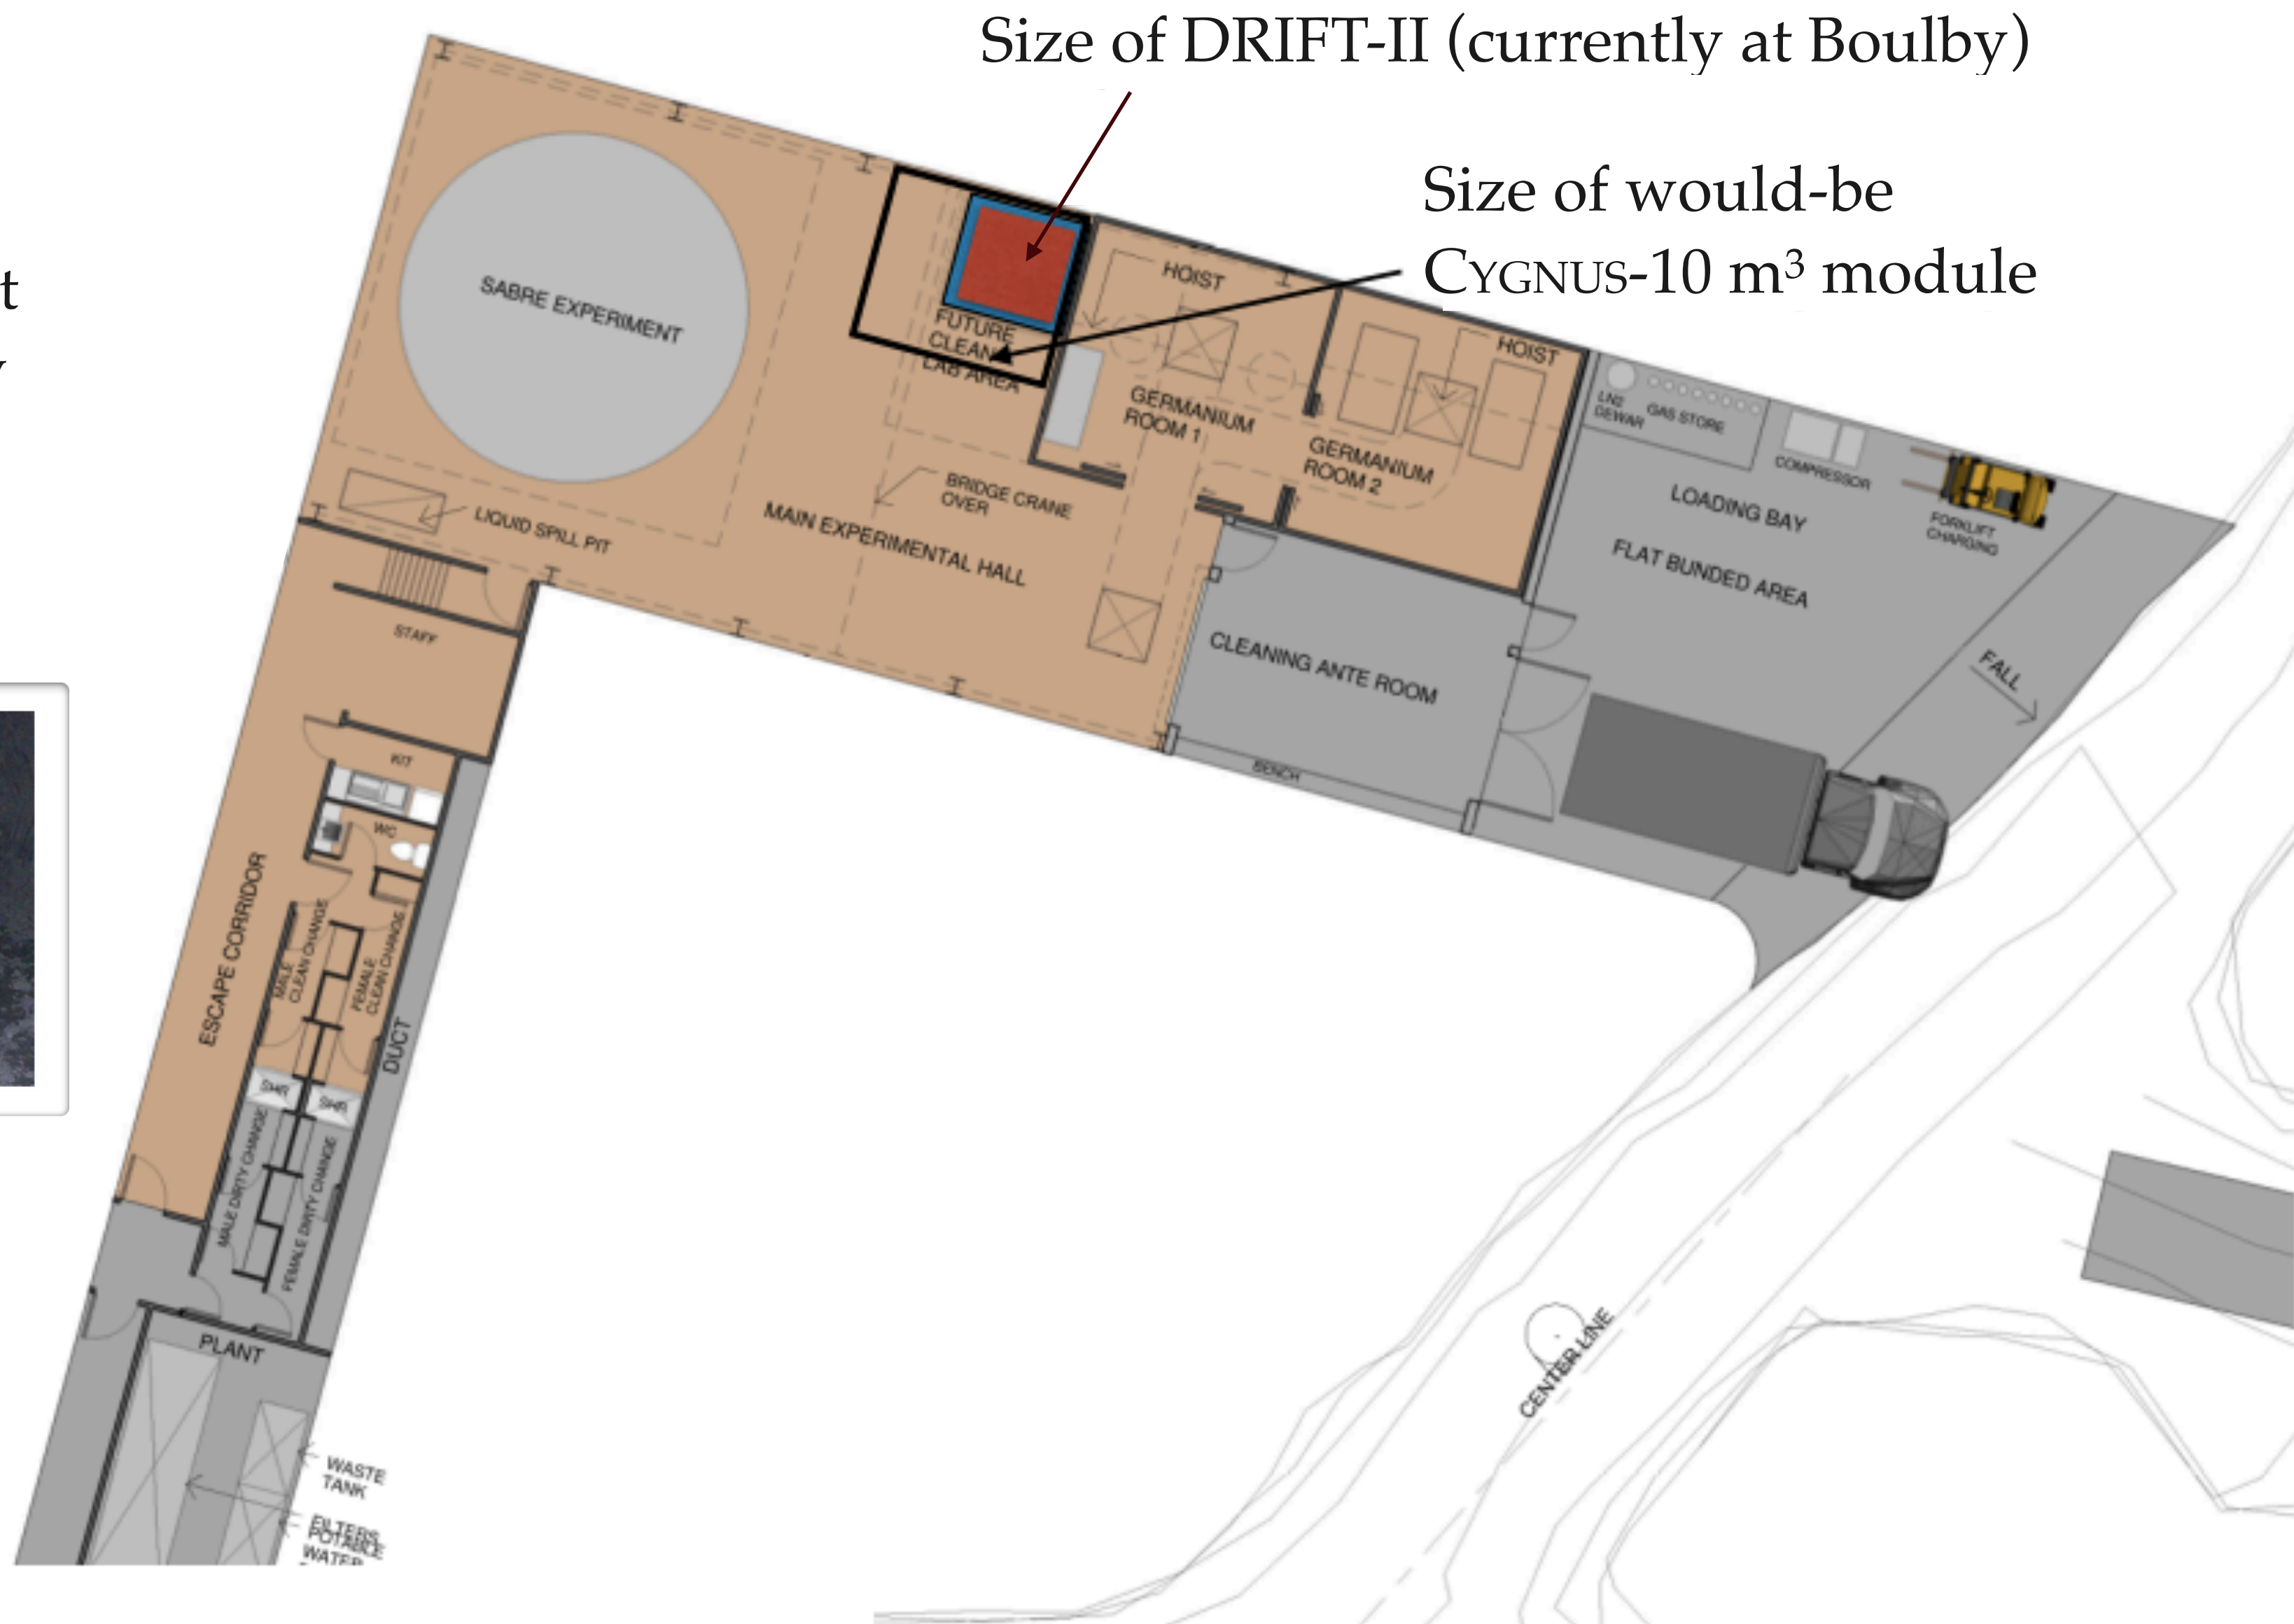 Size of DRIFT-II (currently at Boulby)
Size of would-be
CYGNUS-10 m³ module
t
y
SABRE EXPERIMENT
FUTURE
CLEAN
LAB AREA
HOIST
HOIST
GERMANIUM
ROOM 1
GERMANIUM
ROOM 2
LN2
DEWAR
GAS STORE
COMPRESSOR
FORKLIFT
CHARGING
LOADING BAY
FLAT BUNDED AREA
FALL
BRIDGE CRANE
OVER
MAIN EXPERIMENTAL HALL
LIQUID SPILL PIT
CLEANING ANTE ROOM
BENCH
STAFF
KIT
WC
ESCAPE CORRIDOR
MALE
CLEAN CHANGE
FEMALE
CLEAN CHANGE
DUCT
SHR
SHR
MALE DIRTY CHANGE
FEMALE DIRTY CHANGE
PLANT
WASTE
TANK
FILTERS
POTABLE
WATER
CENTER LINE